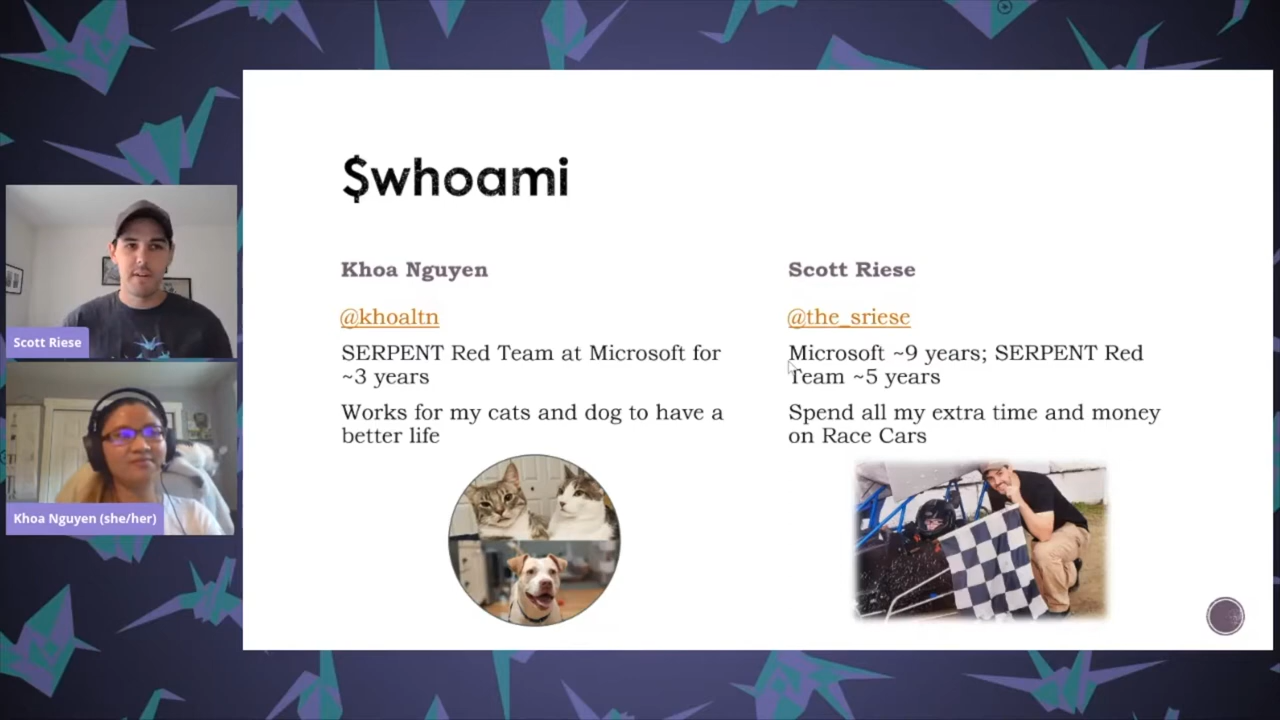 $whoami
Khoa Nguyen
@khoaltn
SERPENT Red Team at Microsoft for
~3 years
Works for my cats and dog to have a
better life
Scott Riese
@the_sriese
Microsoft ~9 years; SERPENT Red
Team ~5 years
Spend all my extra time and money
on Race Cars
Scott Riese
Khoa Nguyen (she/her)